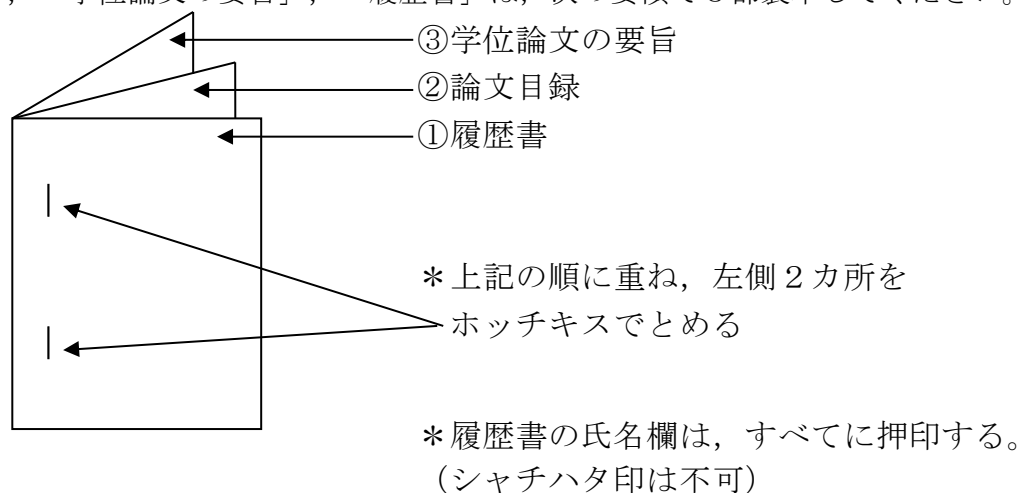 ，「学位論文の要旨」，「履歴書」は，次の要領で3部製本してください。
③学位論文の要旨
②論文目録
①履歴書
＊上記の順に重ね，左側２カ所を
ホッチキスでとめる
＊履歴書の氏名欄は，すべてに押印する。
（シャチハタ印は不可）